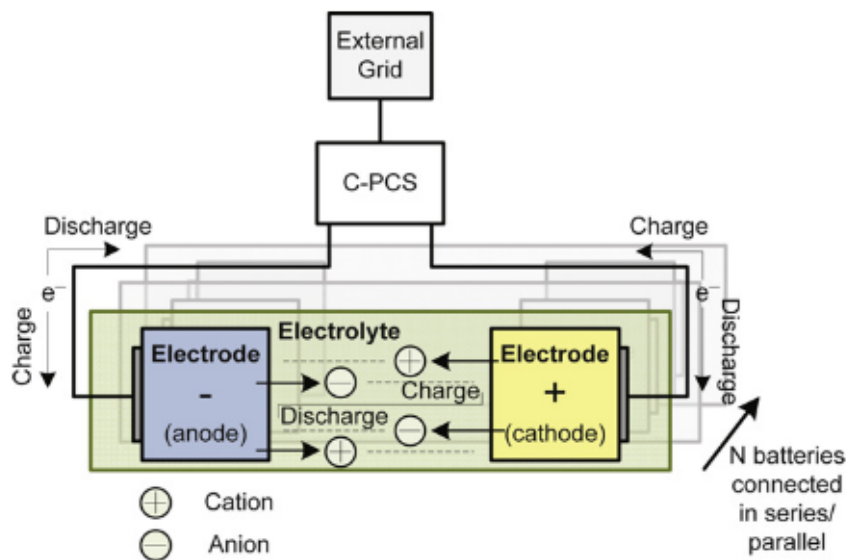 External
Grid
C-PCS
Discharge
Charge
e⁻
e⁻
Charge
Discharge
Electrolyte
Electrode
-
(anode)
Electrode
+
(cathode)
+
−
Charge
Discharge
−
+
N batteries
connected
in series/
parallel
+ Cation
− Anion